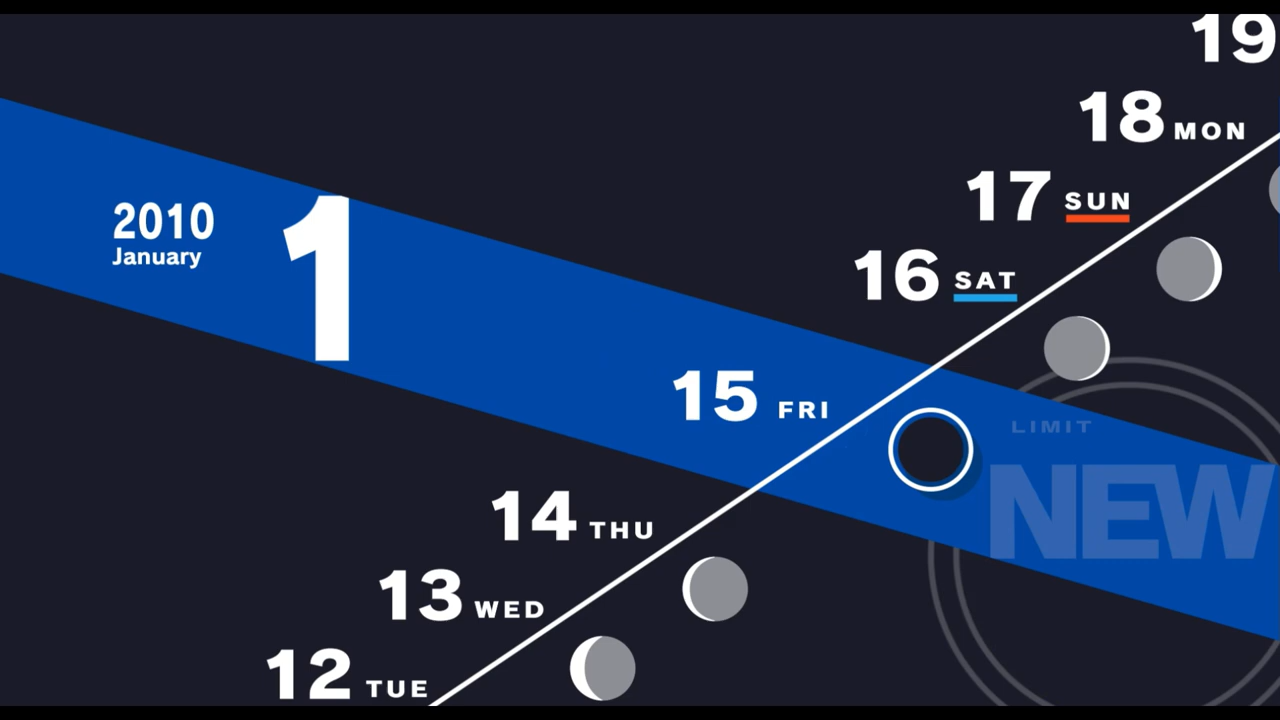 19
18 MON
17 SUN
16 SAT
2010
January
1
15 FRI
LIMIT
NEW
14 THU
13 WED
12 TUE